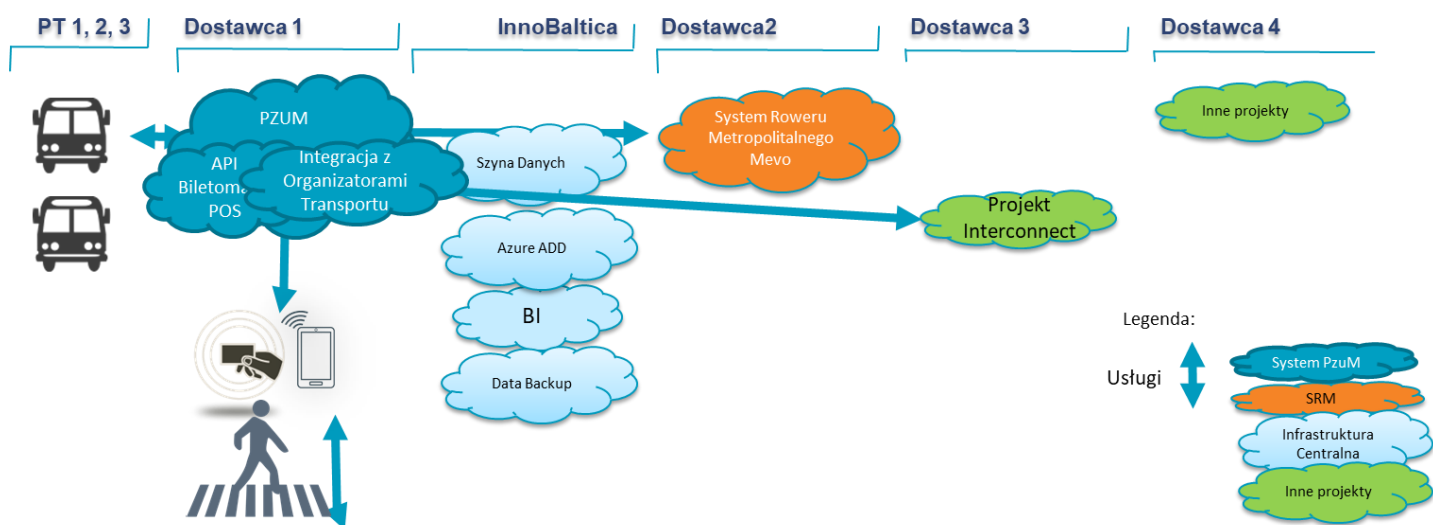 PT 1, 2, 3
Dostawca 1
InnoBaltica
Dostawca2
Dostawca 3
Dostawca 4
PZUM
API
Biletoma
POS
Integracja z
Organizatorami
Transportu
Szyna Danych
Azure ADD
BI
Data Backup
System Roweru
Metropolitalnego
Mevo
Projekt
Interconnect
Inne projekty
Legenda:
Usługi
System PzuM
SRM
Infrastruktura
Centralna
Inne projekty